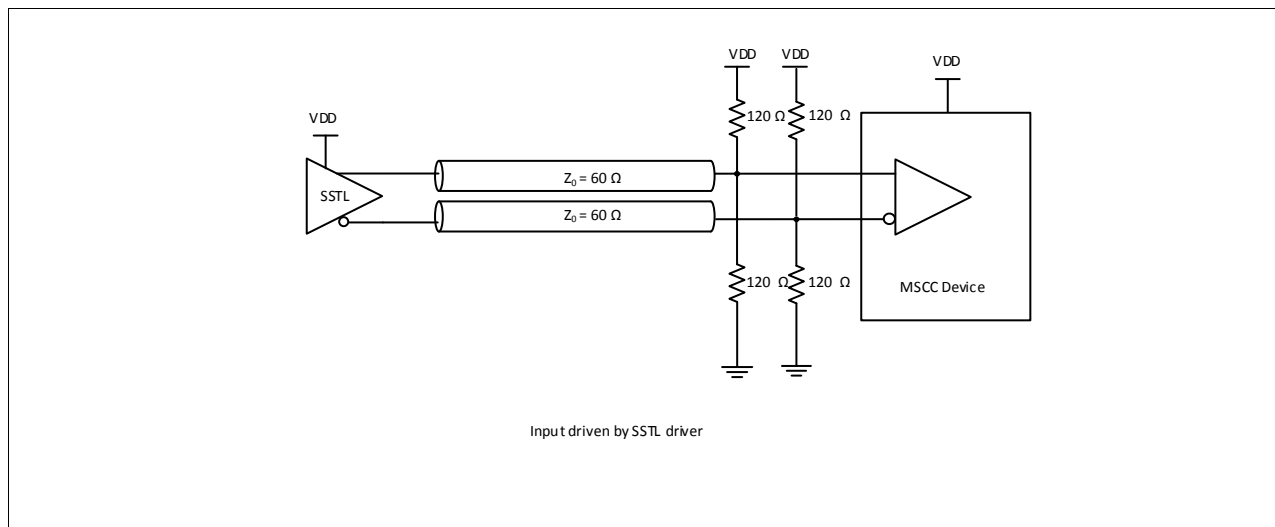 VDD
VDD
VDD
120 Ω
120 Ω
VDD
SSTL
Z₀ = 60 Ω
Z₀ = 60 Ω
120 Ω
120 Ω
MSCC Device
Input driven by SSTL driver